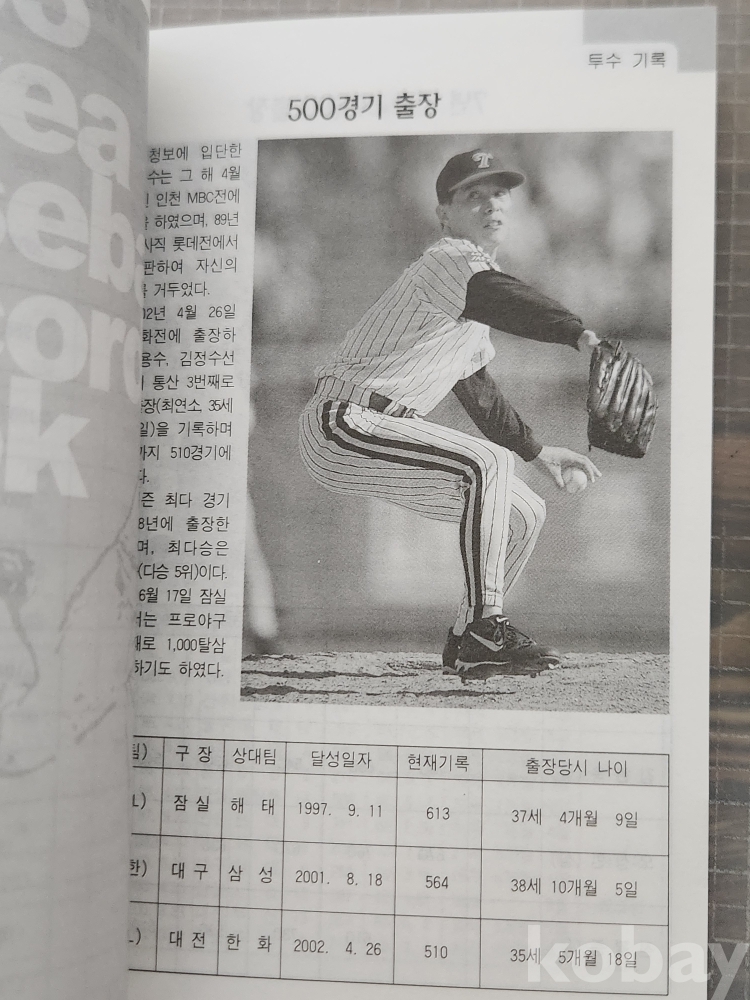 투수 기록
500경기 출장
청보에 입단한
수는 그 해 4월
인천 MBC전에
하였으며, 89년
사직 롯데전에서
판하여 자신의
거두었다.
02년 4월 26일
화전에 출장하
용수, 김정수선
통산 3번째로
장(최연소, 35세
일)을 기록하며
까지 510경기에
다.
즌 최다 경기
8년에 출장한
며, 최다승은
(다승 5위)이다.
6월 17일 잠실
서는 프로야구
째로 1,000탈삼
하기도 하였다.
팀) 구 장 상대팀 달성일자 현재기록 출장당시 나이
L) 잠 실 해 태 1997. 9. 11 613 37세 4개월 9일
한) 대 구 삼 성 2001. 8. 18 564 38세 10개월 5일
L) 대 전 한 화 2002. 4. 26 510 35세 5개월 18일
T
rea
seba
cord
kobay